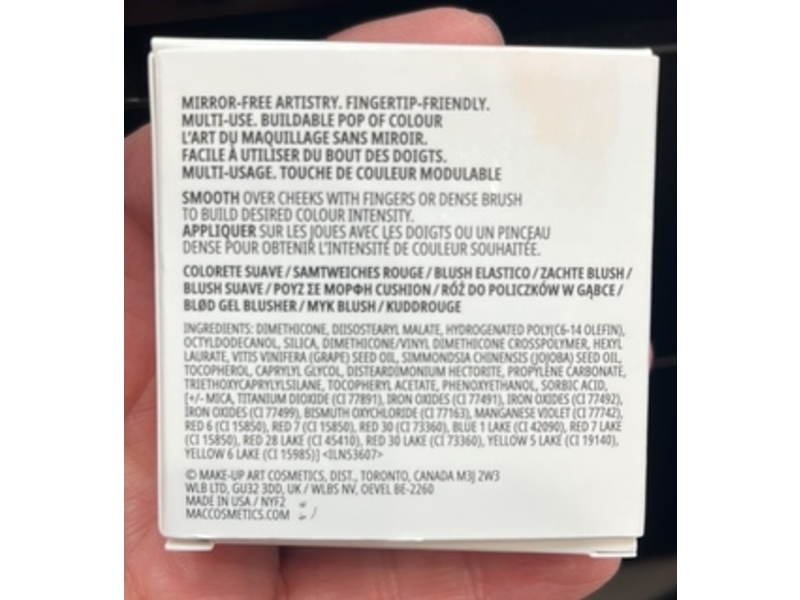 MIRROR-FREE ARTISTRY. FINGERTIP-FRIENDLY.
MULTI-USE. BUILDABLE POP OF COLOUR
L'ART DU MAQUILLAGE SANS MIROIR.
FACILE À UTILISER DU BOUT DES DOIGTS.
MULTI-USAGE. TOUCHE DE COULEUR MODULABLE
SMOOTH OVER CHEEKS WITH FINGERS OR DENSE BRUSH
TO BUILD DESIRED COLOUR INTENSITY.
APPLIQUER SUR LES JOUES AVEC LES DOIGTS OU UN PINCEAU
DENSE POUR OBTENIR L'INTENSITÉ DE COULEUR SOUHAITÉE.
COLORETE SUAVE / SAMTWEICHES ROUGE / BLUSH ELASTICO / ZACHTE BLUSH /
BLUSH SUAVE / ΡΟΥΖ ΣΕ ΜΟΡΦΗ CUSHION / RÓŻ DO POLICZKÓW W GĄBCE /
BLØD GEL BLUSHER / MYK BLUSH / KUDDROUGE
INGREDIENTS: DIMETHICONE, DIISOSTEARYL MALATE, HYDROGENATED POLY(C6-14 OLEFIN),
OCTYLDODECANOL, SILICA, DIMETHICONE/VINYL DIMETHICONE CROSSPOLYMER, HEXYL
LAURATE, VITIS VINIFERA (GRAPE) SEED OIL, SIMMONDSIA CHINENSIS (JOJOBA) SEED OIL,
TOCOPHEROL, CAPRYLYL GLYCOL, DISTEARDIMONIUM HECTORITE, PROPYLENE CARBONATE,
TRIETHOXYCAPRYLYLSILANE, TOCOPHERYL ACETATE, PHENOXYETHANOL, SORBIC ACID,
[+/- MICA, TITANIUM DIOXIDE (CI 77891), IRON OXIDES (CI 77491), IRON OXIDES (CI 77492),
IRON OXIDES (CI 77499), BISMUTH OXYCHLORIDE (CI 77163), MANGANESE VIOLET (CI 77742),
RED 6 (CI 15850), RED 7 (CI 15850), RED 30 (CI 73360), BLUE 1 LAKE (CI 42090), RED 7 LAKE
(CI 15850), RED 28 LAKE (CI 45410), RED 30 LAKE (CI 73360), YELLOW 5 LAKE (CI 19140),
YELLOW 6 LAKE (CI 15985)] <ILN53607>
© MAKE-UP ART COSMETICS, DIST., TORONTO, CANADA M3J 2W3
WLB LTD, GU32 3DD, UK / WLBS NV, OEVEL BE-2260
MADE IN USA / NYF2
MACCOSMETICS.COM